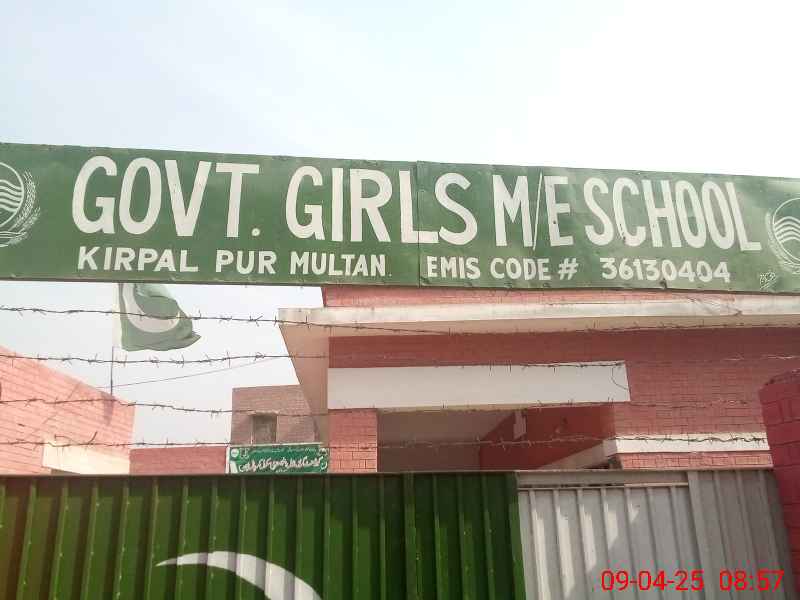 GOVT. GIRLS M/E SCHOOL
KIRPAL PUR MULTAN. EMIS CODE # 36130404
09-04-25 08:57